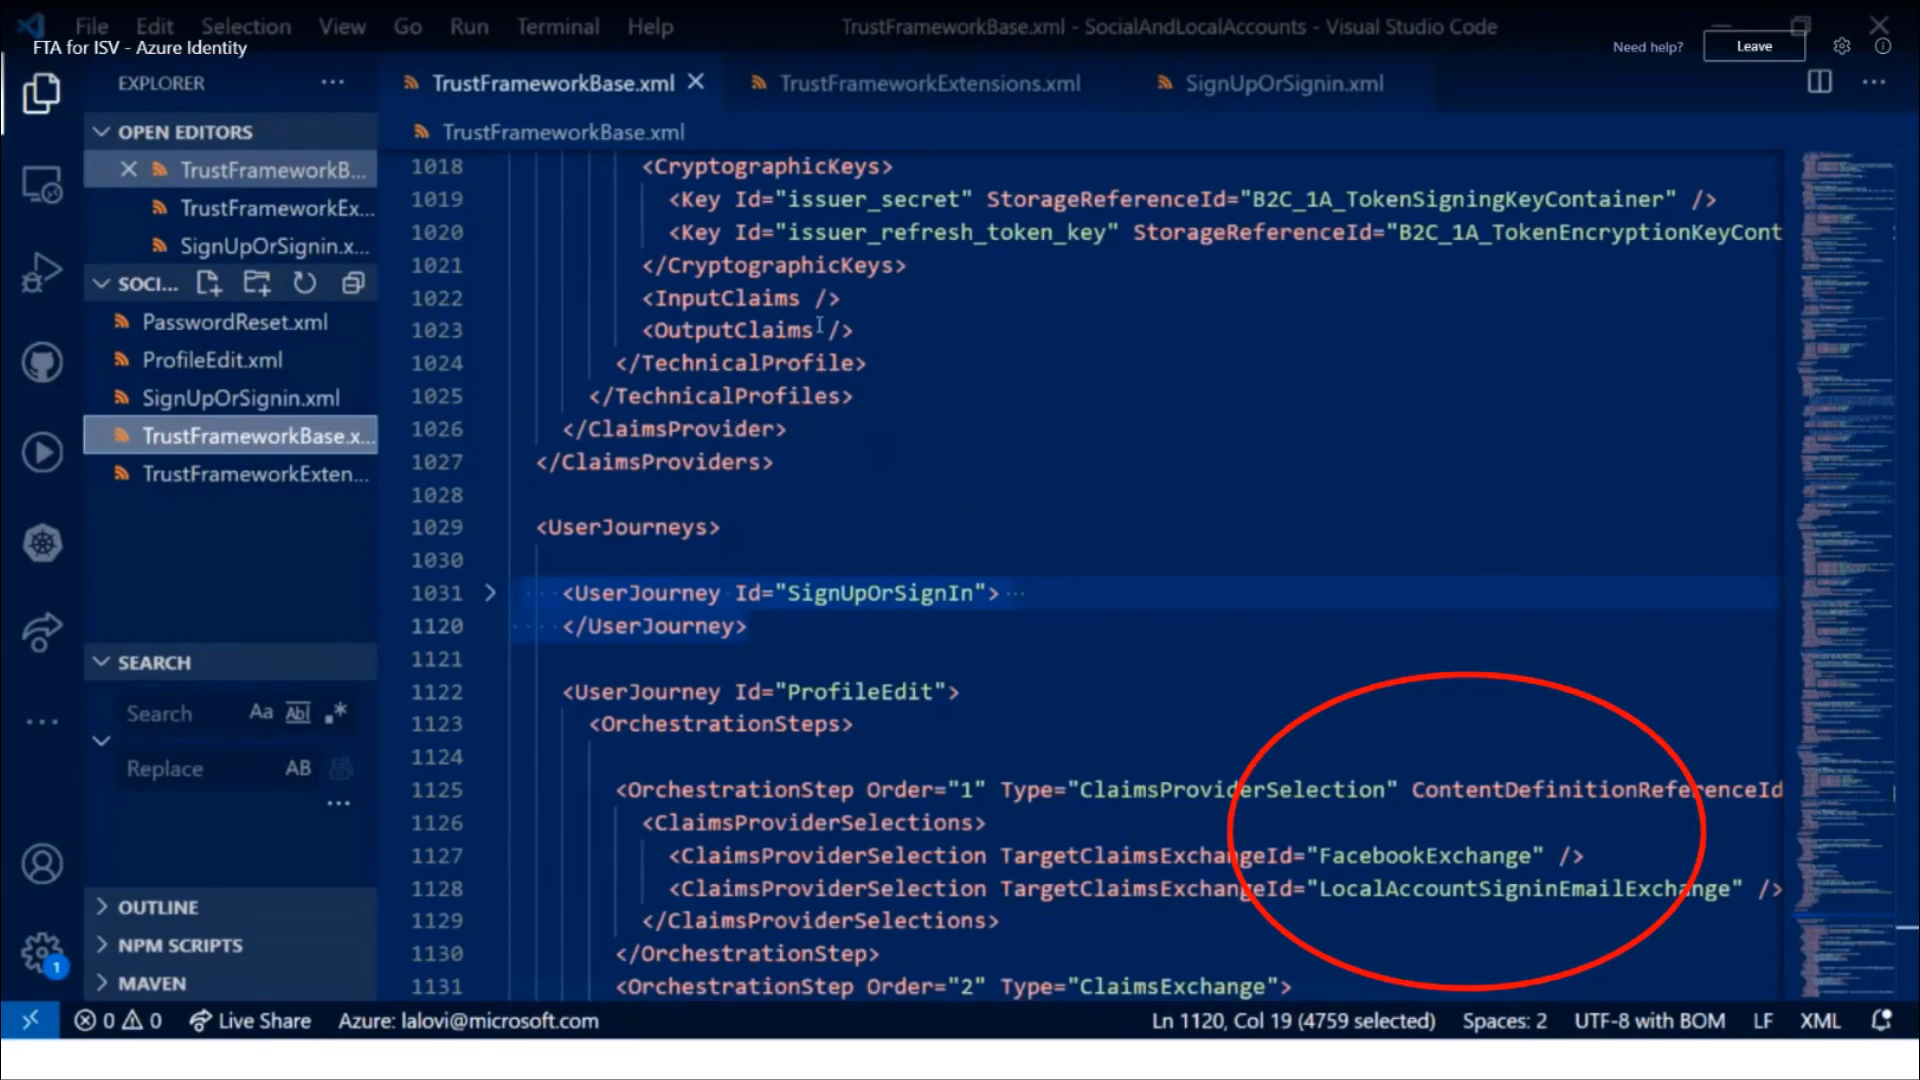 File Edit Selection View Go Run Terminal Help
TrustFrameworkBase.xml - SocialAndLocalAccounts - Visual Studio Code
FTA for ISV - Azure Identity
Need help?
Leave
EXPLORER
TrustFrameworkBase.xml
TrustFrameworkExtensions.xml
SignUpOrSignin.xml
OPEN EDITORS
TrustFrameworkB...
TrustFrameworkEx...
SignUpOrSignin.x...
SOCI...
PasswordReset.xml
ProfileEdit.xml
SignUpOrSignin.xml
TrustFrameworkBase.x...
TrustFrameworkExten...
SEARCH
Search Aa Abl .*
Replace AB
...
OUTLINE
NPM SCRIPTS
MAVEN
1
TrustFrameworkBase.xml
1018 <CryptographicKeys>
1019 <Key Id="issuer_secret" StorageReferenceId="B2C_1A_TokenSigningKeyContainer" />
1020 <Key Id="issuer_refresh_token_key" StorageReferenceId="B2C_1A_TokenEncryptionKeyCont
1021 </CryptographicKeys>
1022 <InputClaims />
1023 <OutputClaims />
1024 </TechnicalProfile>
1025 </TechnicalProfiles>
1026 </ClaimsProvider>
1027 </ClaimsProviders>
1028
1029 <UserJourneys>
1030
1031 <UserJourney Id="SignUpOrSignIn"> ...
1120 </UserJourney>
1121
1122 <UserJourney Id="ProfileEdit">
1123 <OrchestrationSteps>
1124
1125 <OrchestrationStep Order="1" Type="ClaimsProviderSelection" ContentDefinitionReferenceId
1126 <ClaimsProviderSelections>
1127 <ClaimsProviderSelection TargetClaimsExchangeId="FacebookExchange" />
1128 <ClaimsProviderSelection TargetClaimsExchangeId="LocalAccountSigninEmailExchange" />
1129 </ClaimsProviderSelections>
1130 </OrchestrationStep>
1131 <OrchestrationStep Order="2" Type="ClaimsExchange">
0 0 Live Share Azure: lalovi@microsoft.com
Ln 1120, Col 19 (4759 selected) Spaces: 2 UTF-8 with BOM LF XML